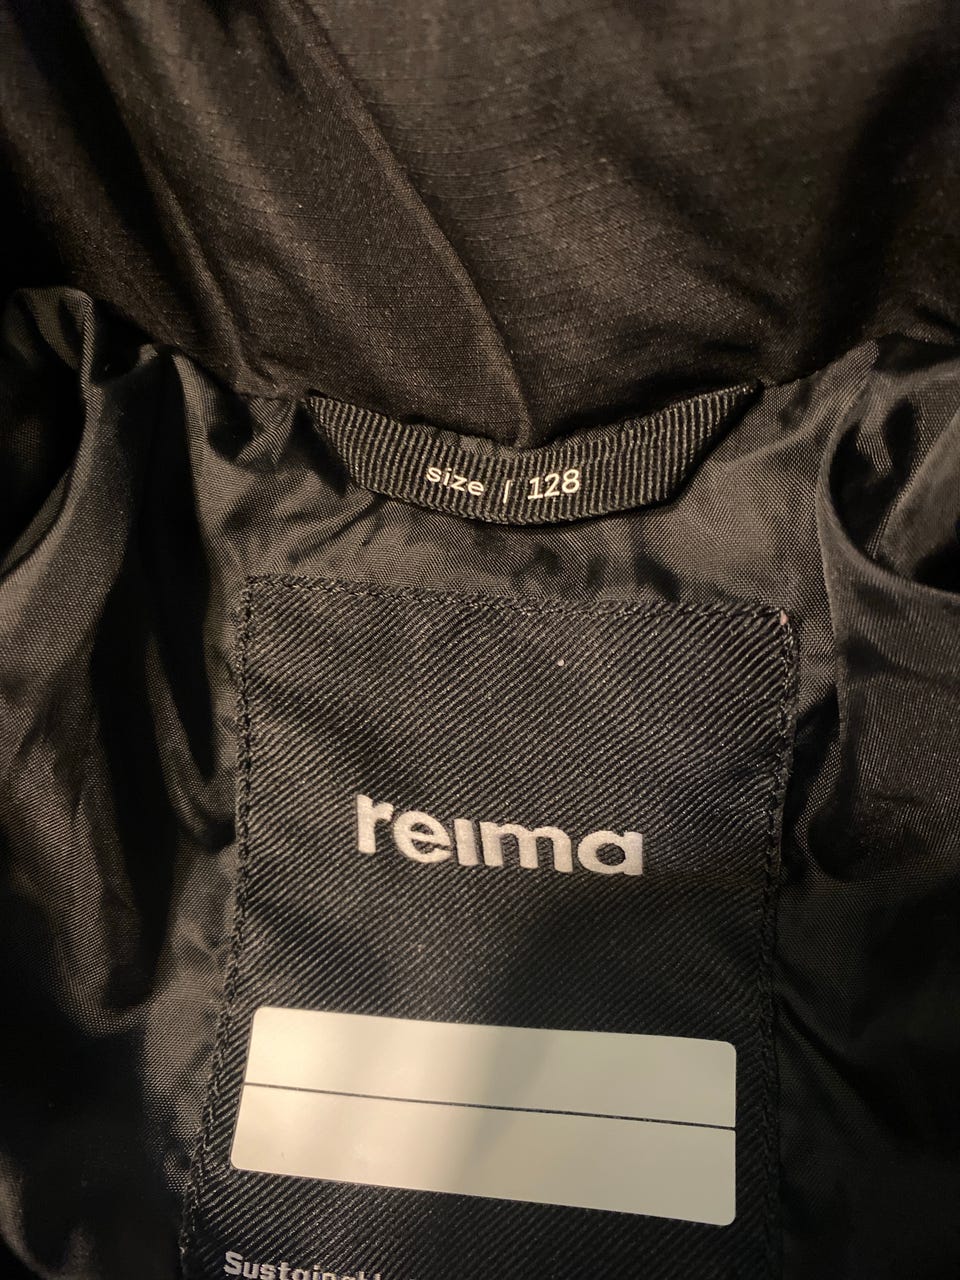 size | 128
reima